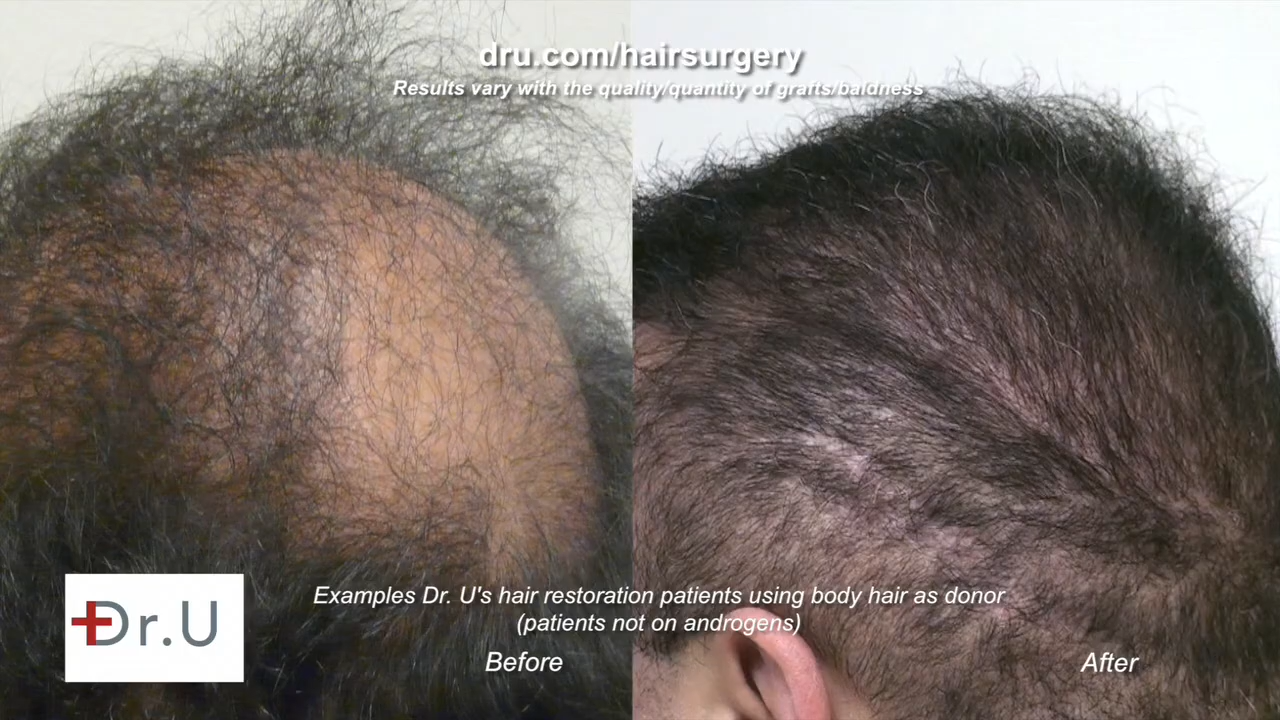 dru.com/hairsurgery
Results vary with the quality/quantity of grafts/baldness
Examples Dr. U's hair restoration patients using body hair as donor
(patients not on androgens)
Dr.U
Before
After